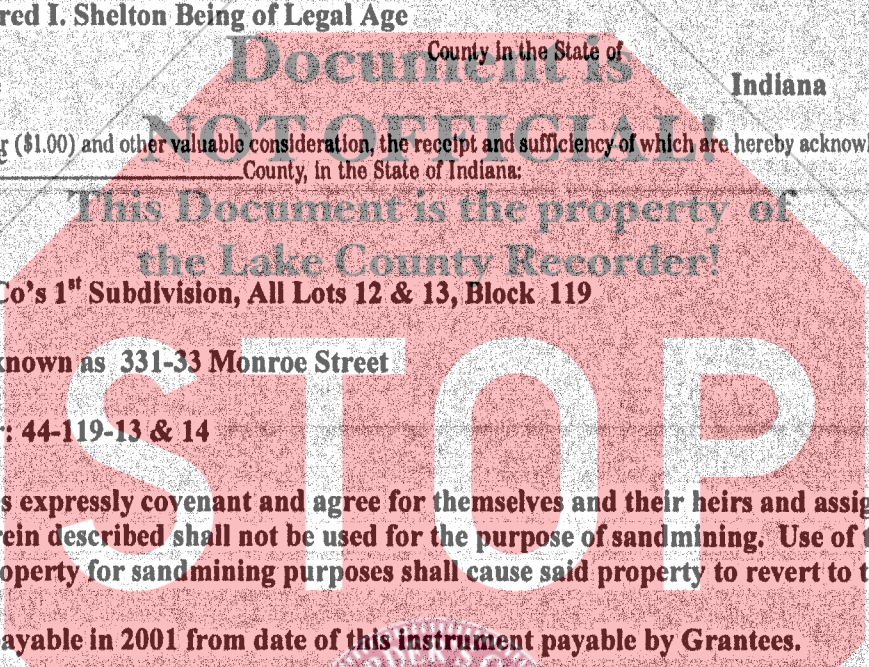 red I. Shelton Being of Legal Age
Document is
County in the State of
Indiana
NOT OFFICIAL!
r ($1.00) and other valuable consideration, the receipt and sufficiency of which are hereby acknowl
County, in the State of Indiana:
This Document is the property of
the Lake County Recorder!
Co's 1st Subdivision, All Lots 12 & 13, Block 119
STOP
known as 331-33 Monroe Street
r: 44-119-13 & 14
s expressly covenant and agree for themselves and their heirs and assig
rein described shall not be used for the purpose of sandmining. Use of t
operty for sandmining purposes shall cause said property to revert to t
ayable in 2001 from date of this instrument payable by Grantees.